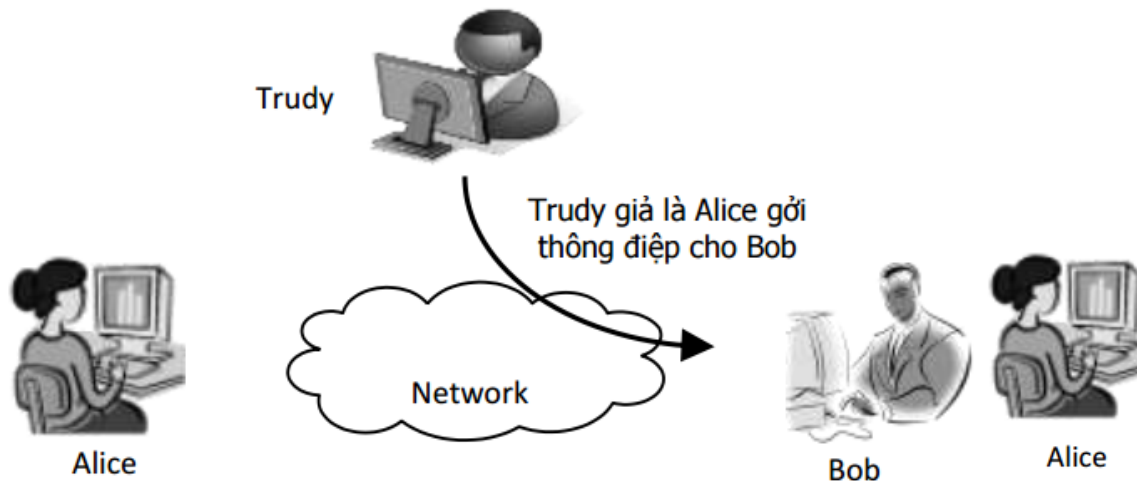 Trudy
Trudy giả là Alice gởi
thông điệp cho Bob
Network
Alice
Bob
Alice